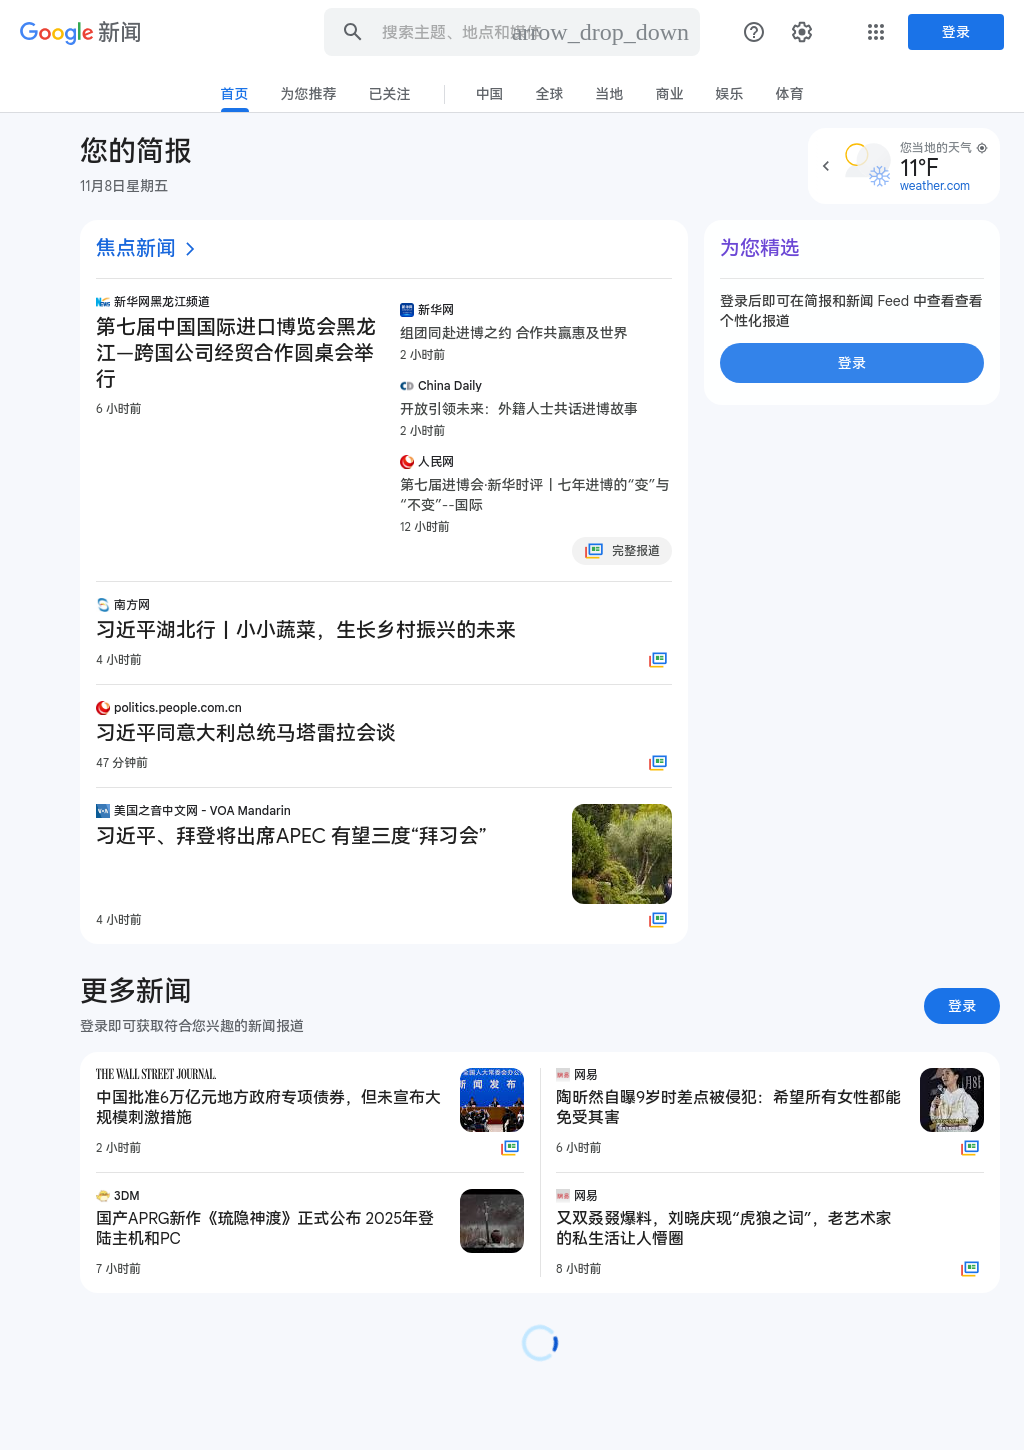 Google 新闻
搜索主题、地点和媒体
arrow_drop_down
登录
首页
为您推荐
已关注
中国
全球
当地
商业
娱乐
体育
您的简报
11月8日星期五
您当地的天气
11°F
weather.com
焦点新闻
新华网黑龙江频道
第七届中国国际进口博览会黑龙
江—跨国公司经贸合作圆桌会举
行
6 小时前
新华网
组团同赴进博之约 合作共赢惠及世界
2 小时前
China Daily
开放引领未来：外籍人士共话进博故事
2 小时前
人民网
第七届进博会·新华时评丨七年进博的“变”与
“不变”--国际
12 小时前
完整报道
南方网
习近平湖北行丨小小蔬菜，生长乡村振兴的未来
4 小时前
politics.people.com.cn
习近平同意大利总统马塔雷拉会谈
47 分钟前
美国之音中文网 - VOA Mandarin
习近平、拜登将出席APEC 有望三度“拜习会”
4 小时前
为您精选
登录后即可在简报和新闻 Feed 中查看查看
个性化报道
登录
更多新闻
登录即可获取符合您兴趣的新闻报道
登录
THE WALL STREET JOURNAL.
中国批准6万亿元地方政府专项债券，但未宣布大
规模刺激措施
2 小时前
新闻发布
3DM
国产APRG新作《琉隐神渡》正式公布 2025年登
陆主机和PC
7 小时前
网易
陶昕然自曝9岁时差点被侵犯：希望所有女性都能
免受其害
6 小时前
网易
又双叒叕爆料，刘晓庆现“虎狼之词”，老艺术家
的私生活让人懵圈
8 小时前